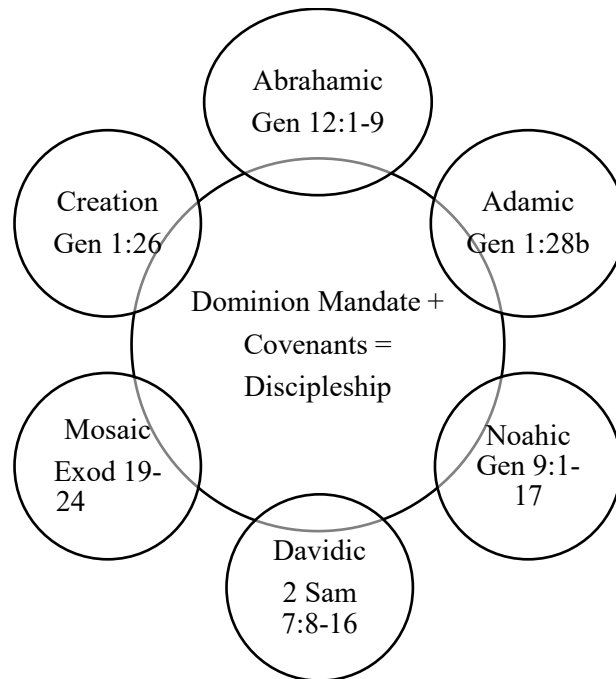 Abrahamic
Gen 12:1-9
Creation
Gen 1:26
Adamic
Gen 1:28b
Dominion Mandate +
Covenants =
Discipleship
Mosaic
Exod 19-
24
Noahic
Gen 9:1-
17
Davidic
2 Sam
7:8-16